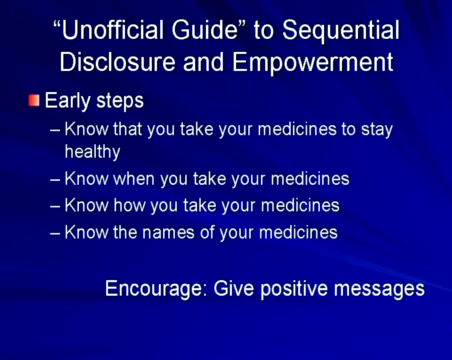 “Unofficial Guide” to Sequential
Disclosure and Empowerment
Early steps
– Know that you take your medicines to stay
healthy
– Know when you take your medicines
– Know how you take your medicines
– Know the names of your medicines
Encourage: Give positive messages